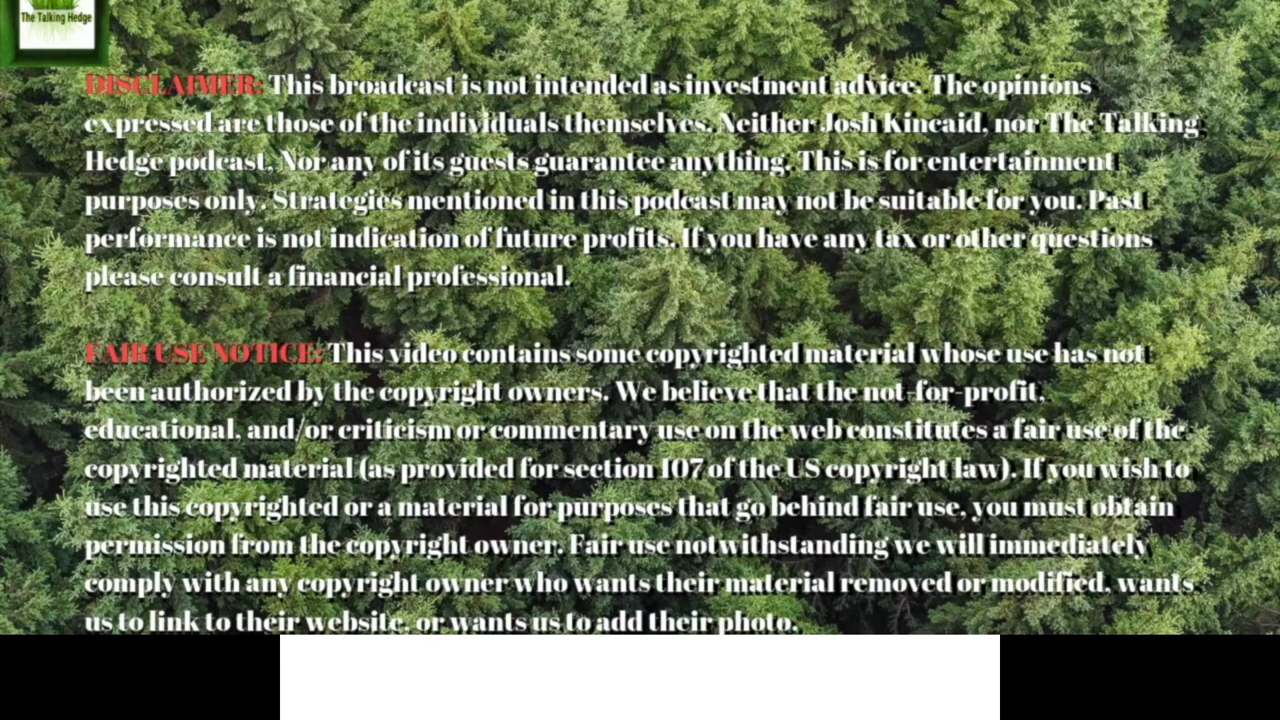 The Talking Hedge
DISCLAIMER: This broadcast is not intended as investment advice. The opinions
expressed are those of the individuals themselves. Neither Josh Kincaid, nor The Talking
Hedge podcast, Nor any of its guests guarantee anything. This is for entertainment
purposes only. Strategies mentioned in this podcast may not be suitable for you. Past
performance is not indication of future profits. If you have any tax or other questions
please consult a financial professional.
FAIR USE NOTICE: This video contains some copyrighted material whose use has not
been authorized by the copyright owners. We believe that the not-for-profit,
educational, and/or criticism or commentary use on the web constitutes a fair use of the
copyrighted material (as provided for section 107 of the US copyright law). If you wish to
use this copyrighted or a material for purposes that go behind fair use, you must obtain
permission from the copyright owner. Fair use notwithstanding we will immediately
comply with any copyright owner who wants their material removed or modified, wants
us to link to their website, or wants us to add their photo.